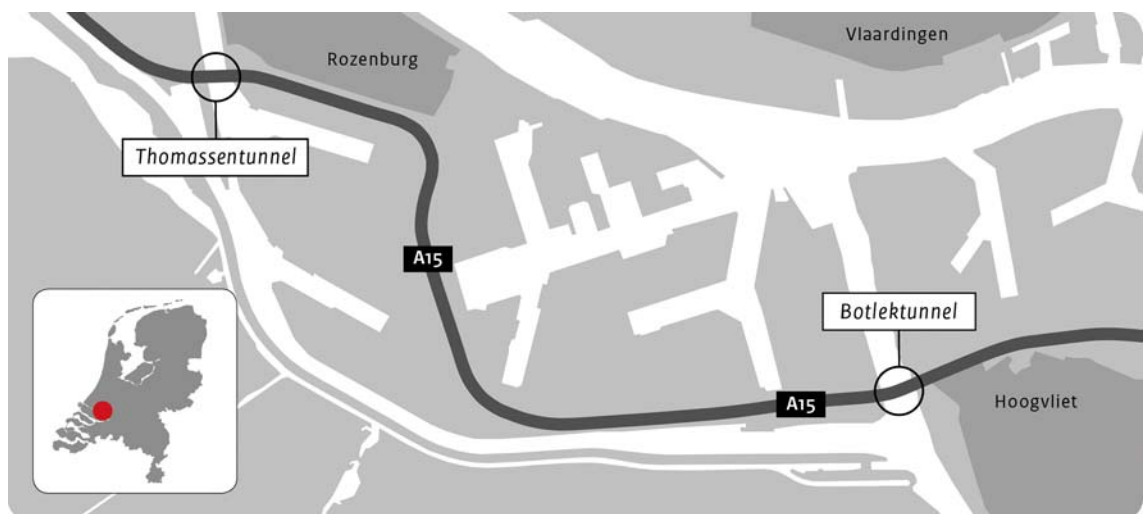 Vlaardingen
Rozenburg
Thomassentunnel
A15
Botlektunnel
A15
Hoogvliet